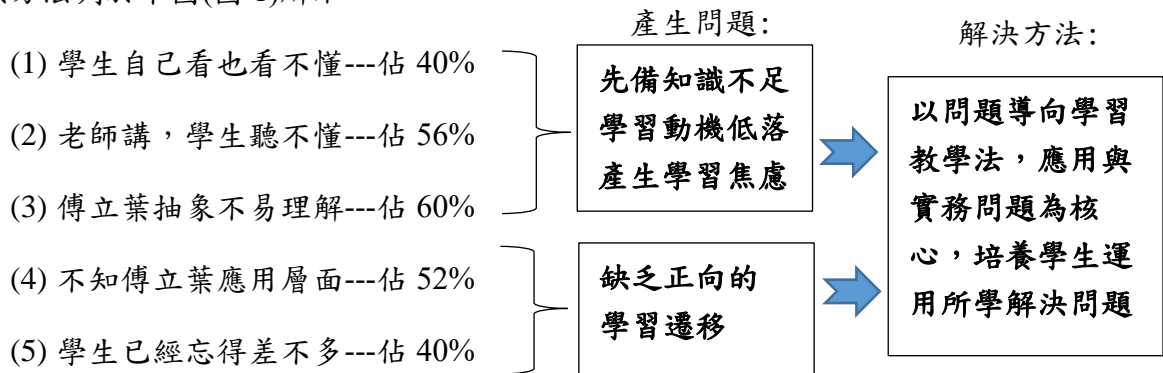 產生問題:
解決方法:
(1) 學生自己看也看不懂---佔 40%
(2) 老師講，學生聽不懂---佔 56%
(3) 傅立葉抽象不易理解---佔 60%
(4) 不知傅立葉應用層面---佔 52%
(5) 學生已經忘得差不多---佔 40%
先備知識不足
學習動機低落
產生學習焦慮
缺乏正向的
學習遷移
以問題導向學習
教學法，應用與
實務問題為核
心，培養學生運
用所學解決問題